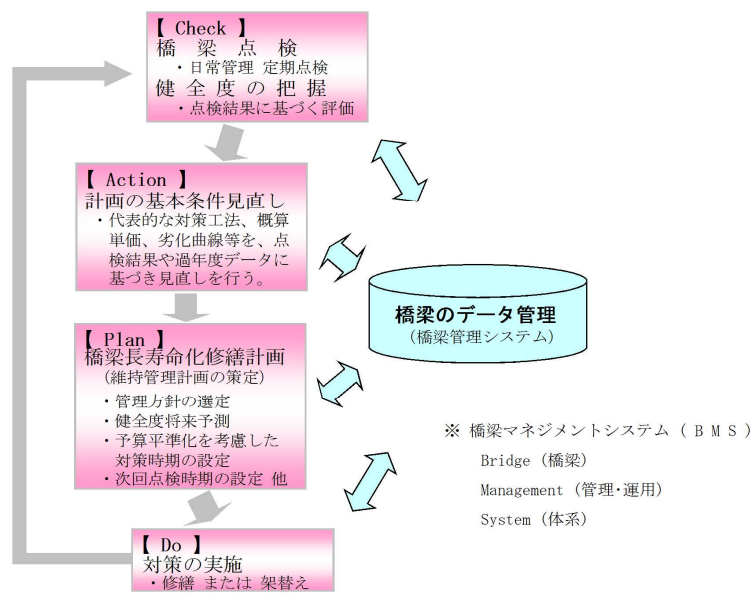 【 Check 】
橋 梁 点 検
・日常管理 定期点検
健 全 度 の 把 握
・点検結果に基づく評価
【 Action 】
計画の基本条件見直し
・代表的な対策工法、概算
単価、劣化曲線等を、点
検結果や過年度データに
基づき見直しを行う。
【 Plan 】
橋梁長寿命化修繕計画
(維持管理計画の策定)
・管理方針の選定
・健全度将来予測
・予算平準化を考慮した
対策時期の設定
・次回点検時期の設定 他
【 Do 】
対策の実施
・修繕 または 架替え
橋梁のデータ管理
(橋梁管理システム)
※ 橋梁マネジメントシステム ( B M S )
Bridge (橋梁)
Management (管理・運用)
System (体系)